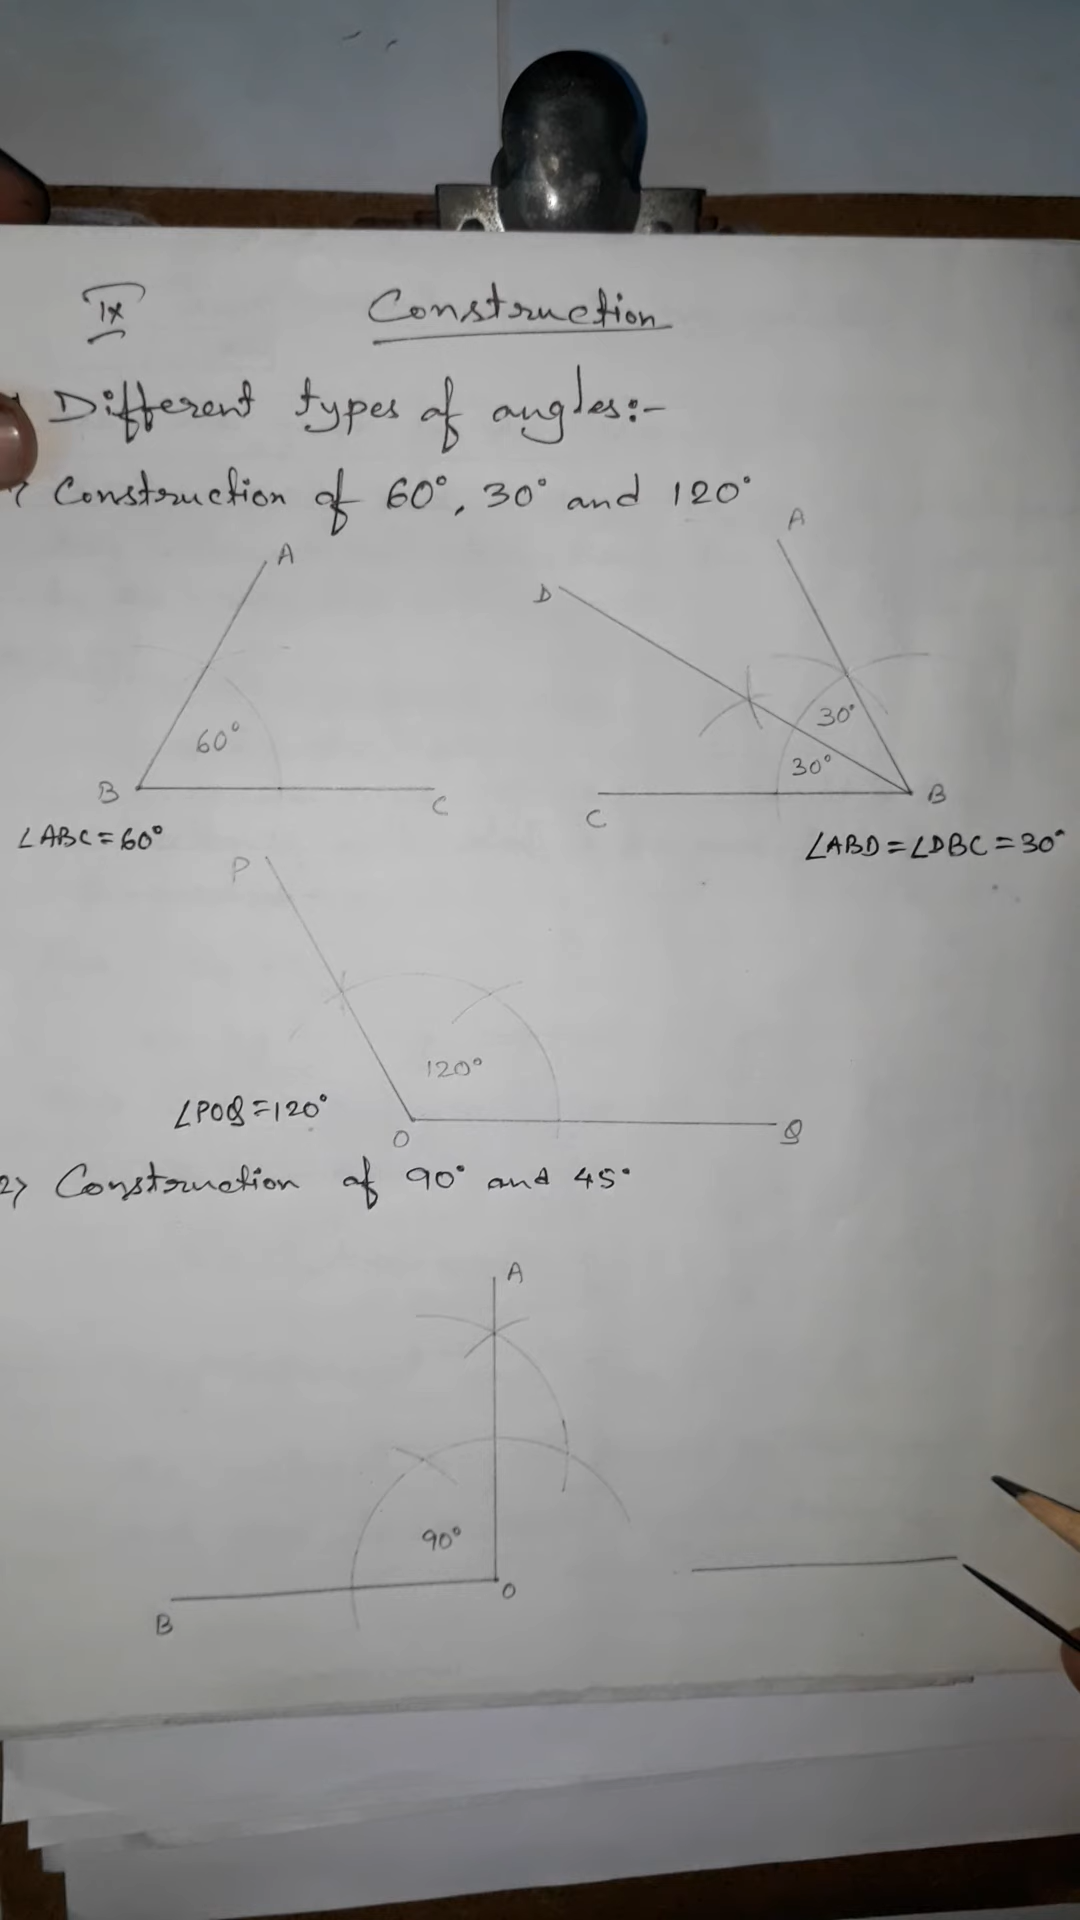 IX
Construction
Different types of angles:-
Construction of 60°, 30° and 120°
A
60°
B
C
∠ABC = 60°
A
D
30°
30°
C
B
∠ABD = ∠DBC = 30°
P
120°
∠POQ = 120°
O
Q
2) Construction of 90° and 45°
A
90°
B
O